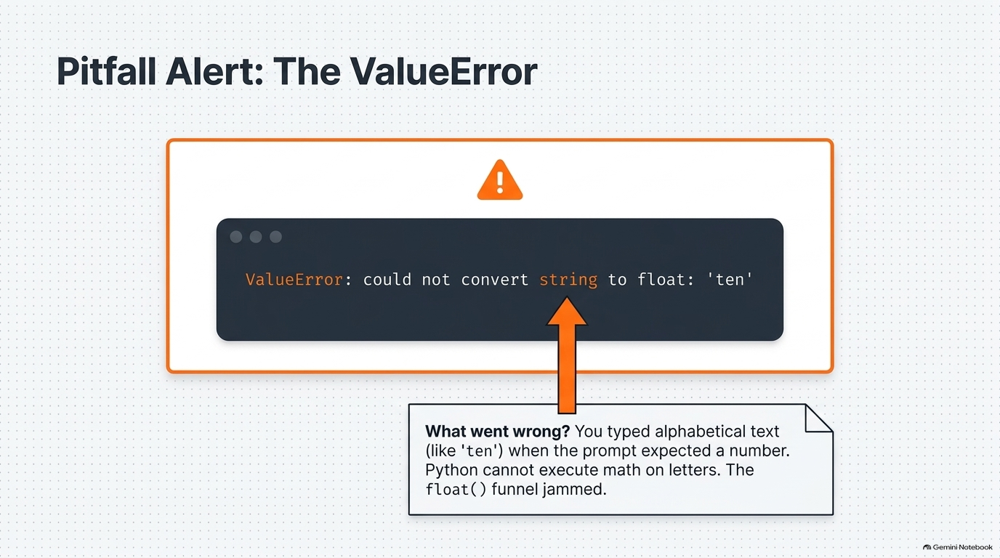 Pitfall Alert: The ValueError
ValueError: could not convert string to float: 'ten'
What went wrong? You typed alphabetical text
(like 'ten') when the prompt expected a number.
Python cannot execute math on letters. The
float() funnel jammed.
Gemini Notebook